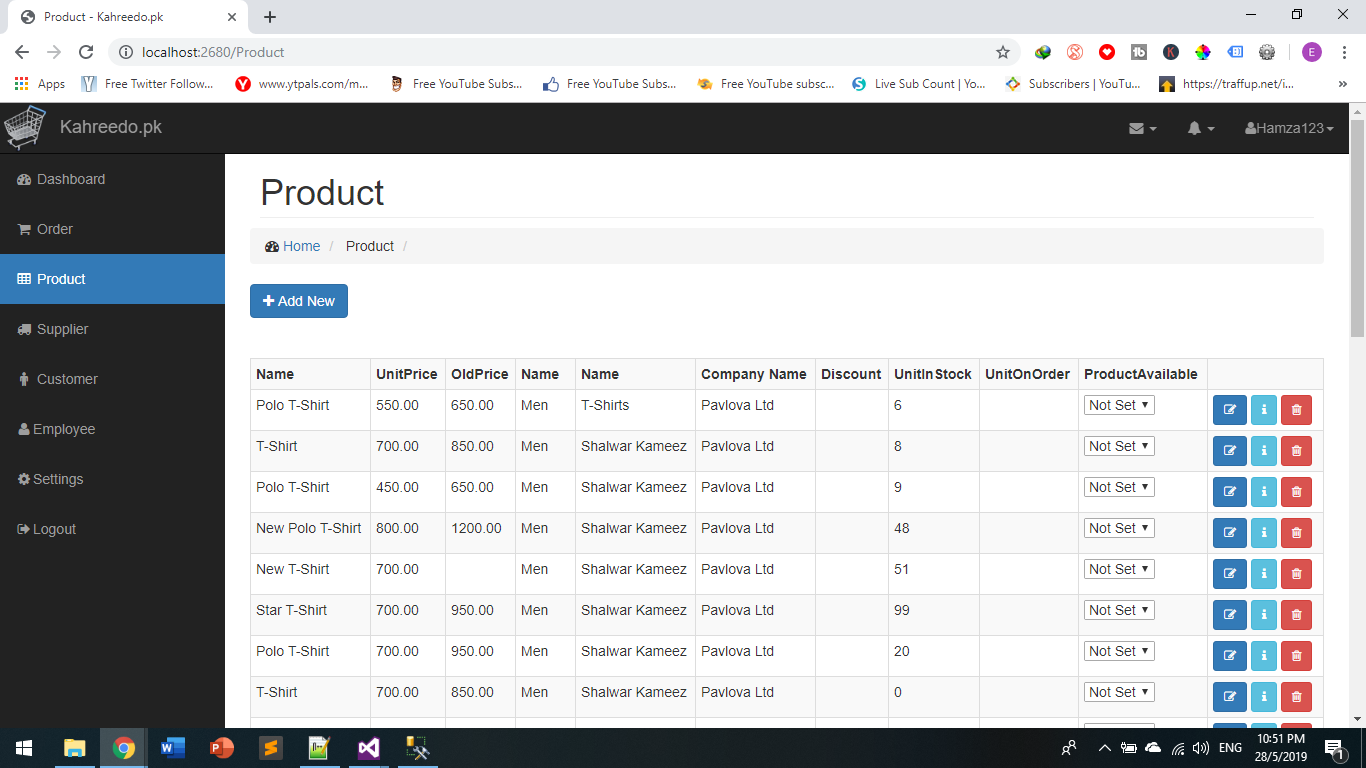 Product - Kahreedo.pk
localhost:2680/Product
E
Apps Free Twitter Follow... www.ytpals.com/m... Free YouTube Subs... Free YouTube Subs... Free YouTube subsc... Live Sub Count | Yo... Subscribers | YouTu... https://traffup.net/i... »
Kahreedo.pk Hamza123
Dashboard
Order
Product
Supplier
Customer
Employee
Settings
Logout
Product
Home / Product /
Add New
Name UnitPrice OldPrice Name Name Company Name Discount UnitInStock UnitOnOrder ProductAvailable
Polo T-Shirt 550.00 650.00 Men T-Shirts Pavlova Ltd 6 Not Set
T-Shirt 700.00 850.00 Men Shalwar Kameez Pavlova Ltd 8 Not Set
Polo T-Shirt 450.00 650.00 Men Shalwar Kameez Pavlova Ltd 9 Not Set
New Polo T-Shirt 800.00 1200.00 Men Shalwar Kameez Pavlova Ltd 48 Not Set
New T-Shirt 700.00 Men Shalwar Kameez Pavlova Ltd 51 Not Set
Star T-Shirt 700.00 950.00 Men Shalwar Kameez Pavlova Ltd 99 Not Set
Polo T-Shirt 700.00 950.00 Men Shalwar Kameez Pavlova Ltd 20 Not Set
T-Shirt 700.00 850.00 Men Shalwar Kameez Pavlova Ltd 0 Not Set
ENG
10:51 PM
28/5/2019
1